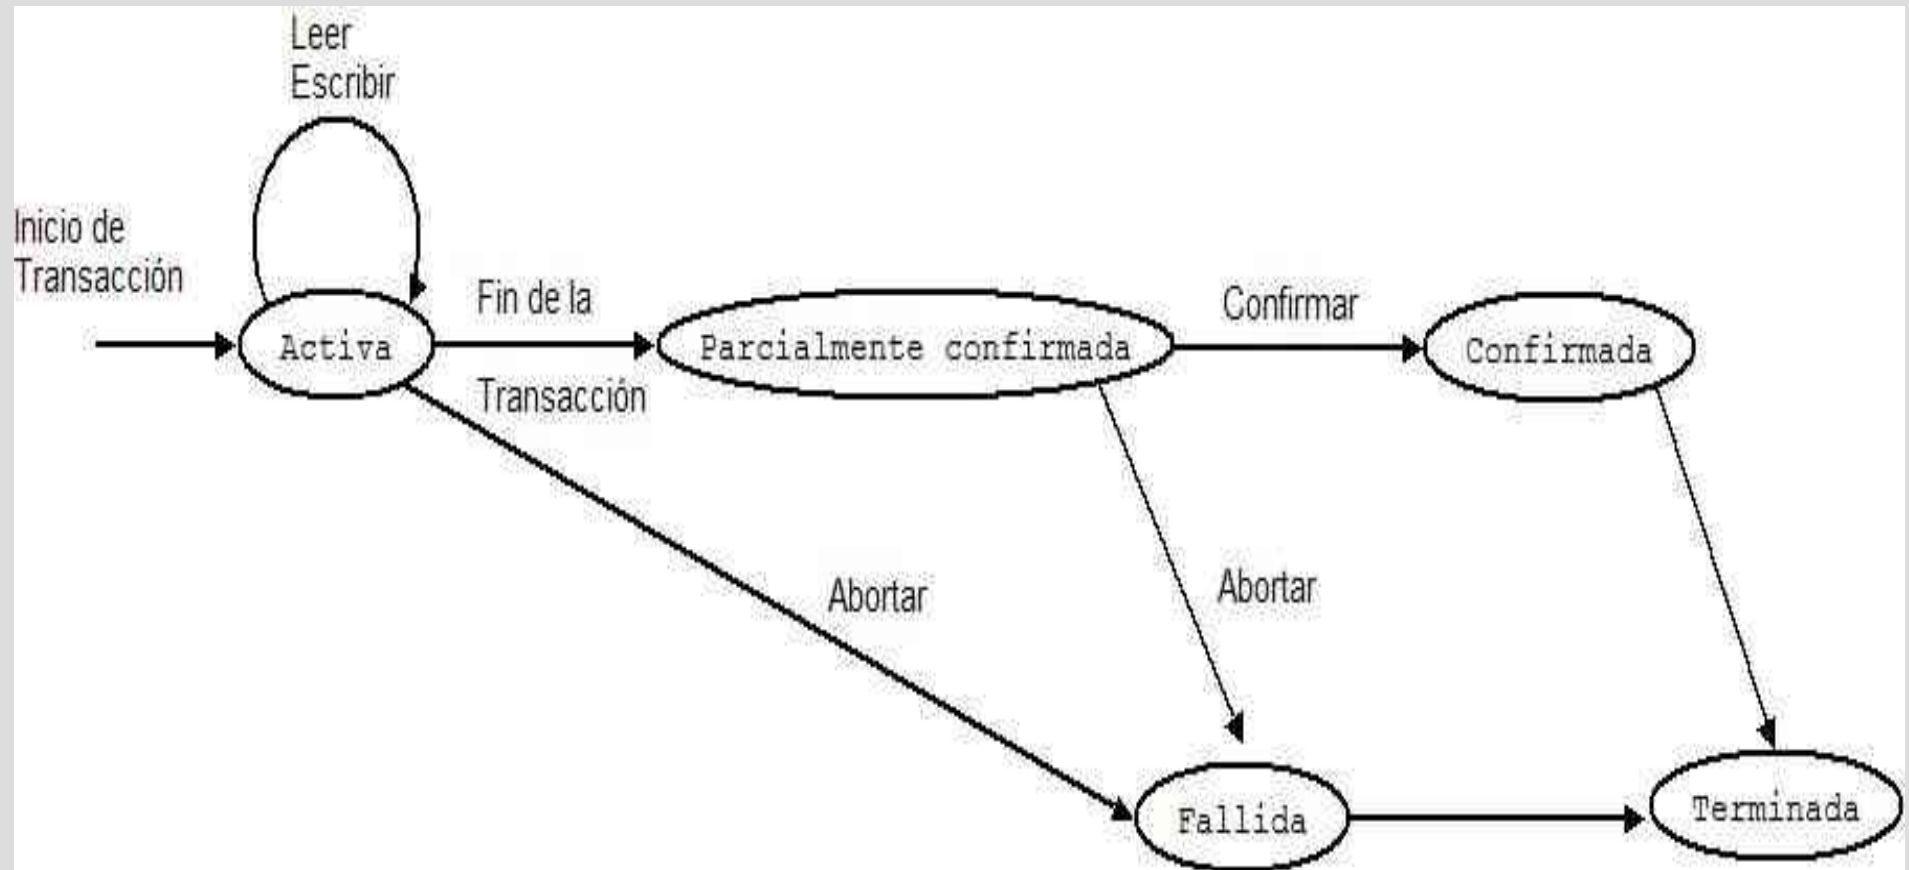 Leer
Escribir
Inicio de
Transacción
Activa
Fin de la
Transacción
Parcialmente confirmada
Confirmar
Confirmada
Abortar
Abortar
Fallida
Terminada